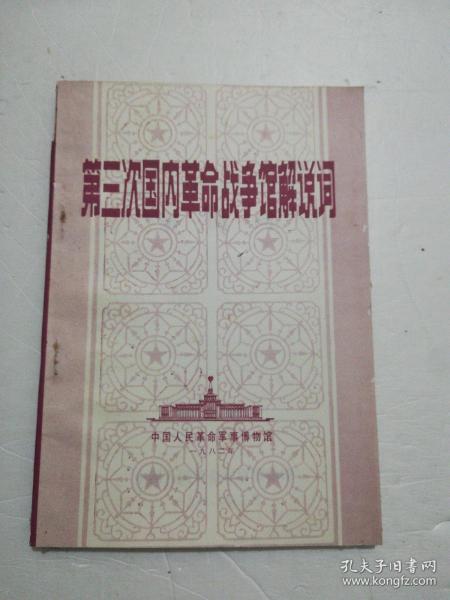 第三次国内革命战争馆解说词
中国人民革命军事博物馆
一九八二年
孔夫子旧书网
www.kongfz.com